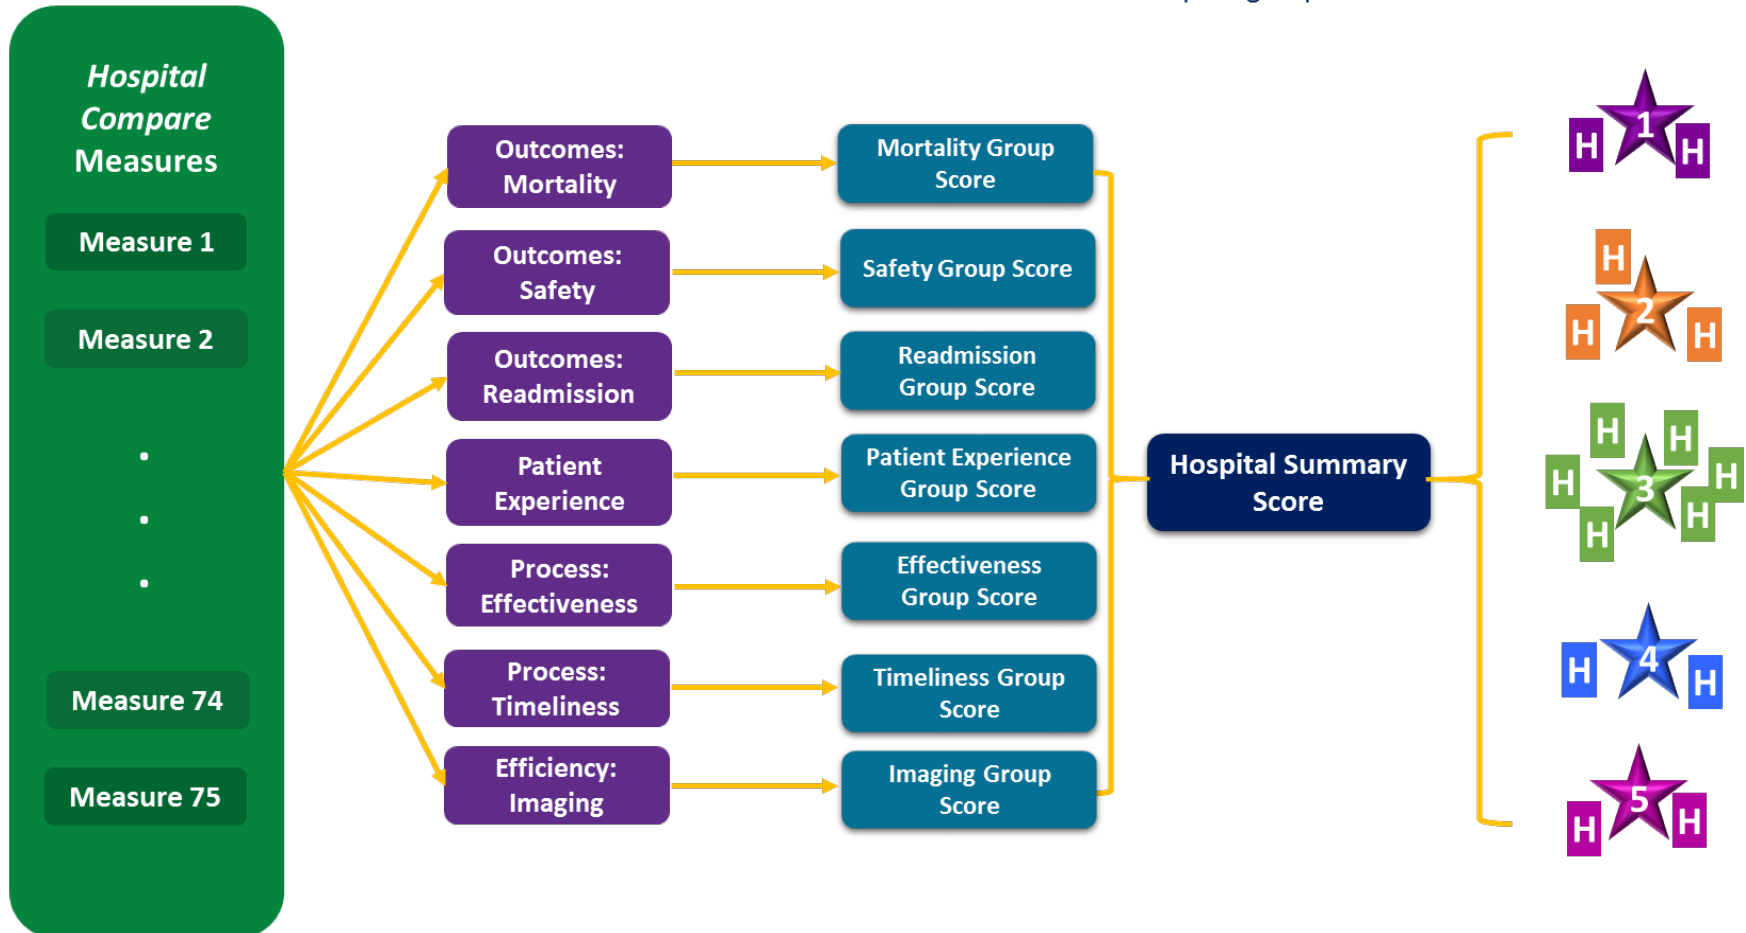 Hospital
Compare
Measures
Measure 1
Measure 2
.
.
.
Measure 74
Measure 75
Outcomes:
Mortality
Outcomes:
Safety
Outcomes:
Readmission
Patient
Experience
Process:
Effectiveness
Process:
Timeliness
Efficiency:
Imaging
Mortality Group
Score
Safety Group Score
Readmission
Group Score
Patient Experience
Group Score
Effectiveness
Group Score
Timeliness Group
Score
Imaging Group
Score
Hospital Summary
Score
1
H
H
H
2
H
H
H
H
H
3
H
H
H
4
H
H
5
H
H